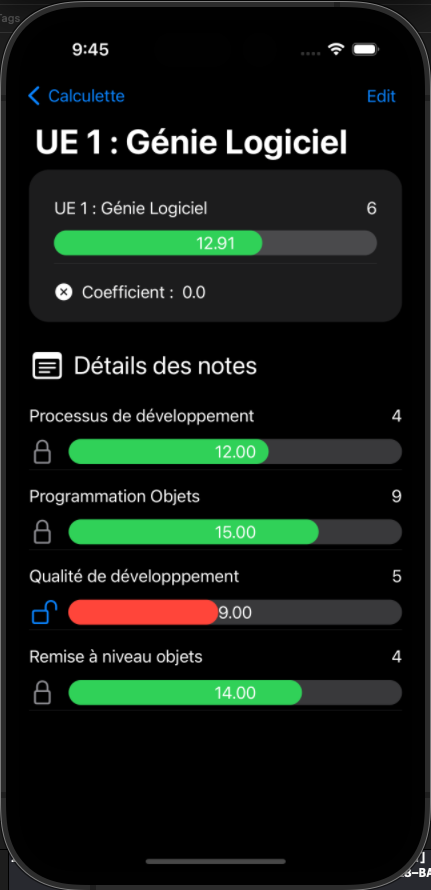 Tags
9:45
Calculette
Edit
UE 1 : Génie Logiciel
UE 1 : Génie Logiciel 6
12.91
Coefficient : 0.0
Détails des notes
Processus de développement 4
12.00
Programmation Objets 9
15.00
Qualité de développpement 5
9.00
Remise à niveau objets 4
14.00